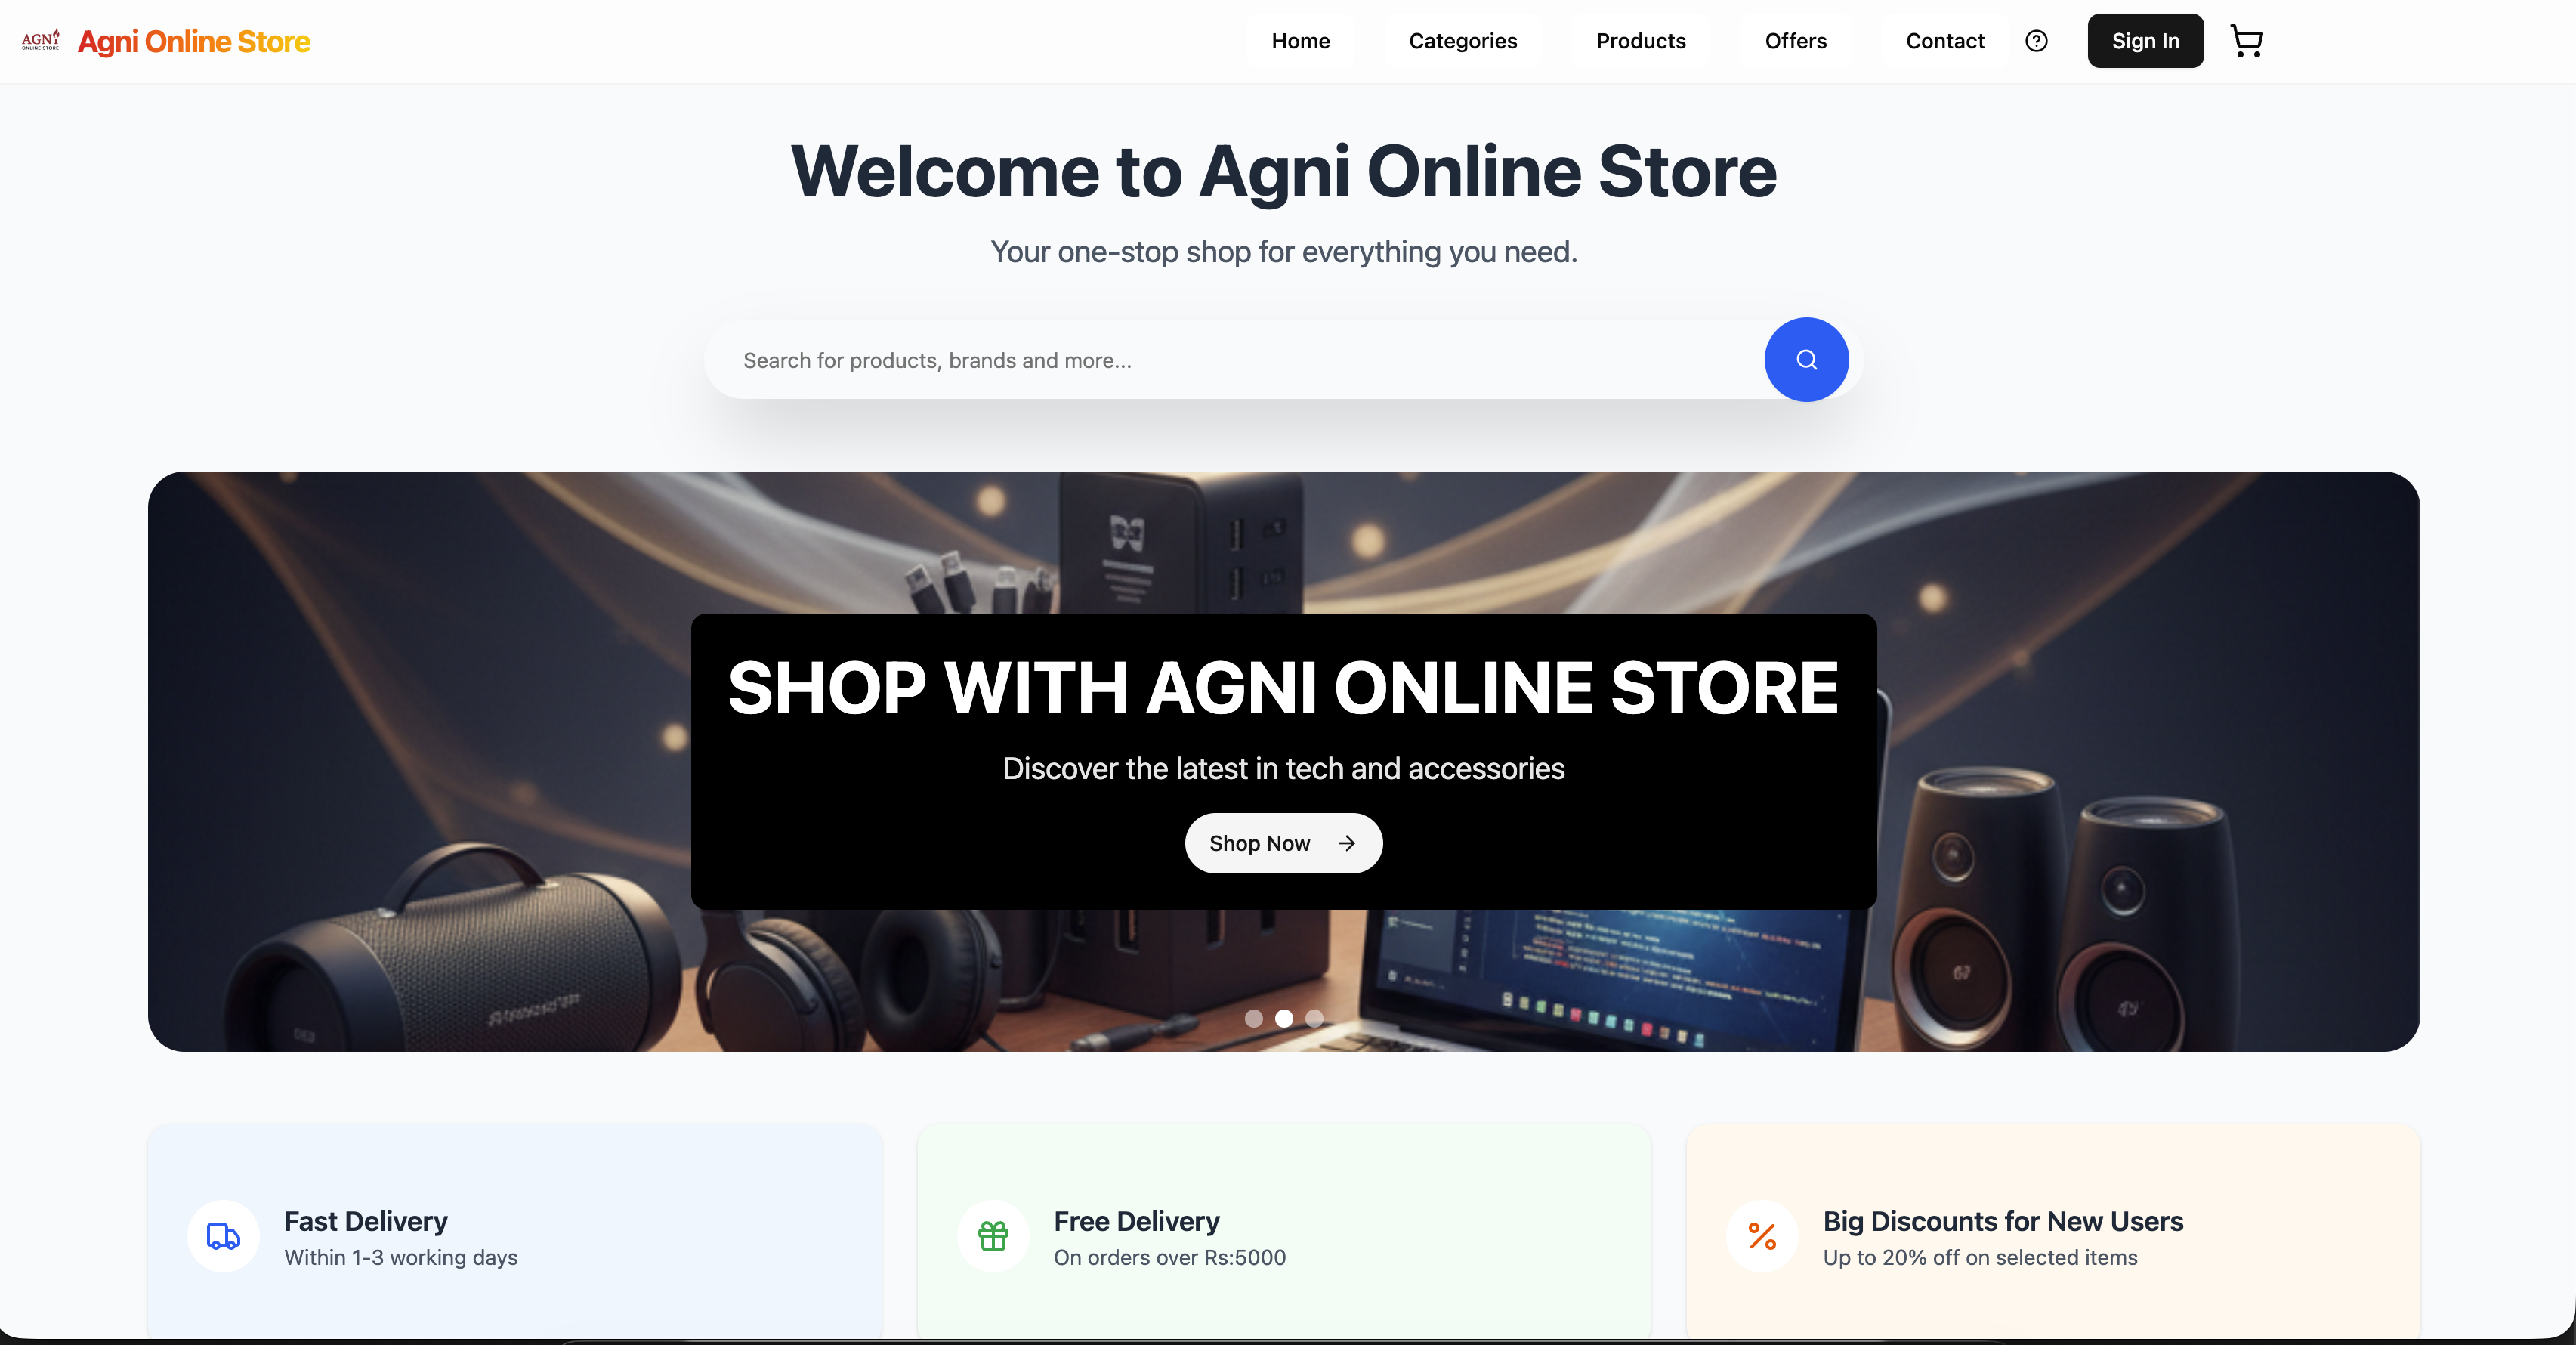 AGNi
ONLINE STORE
Agni Online Store
Home
Categories
Products
Offers
Contact
Sign In
Welcome to Agni Online Store
Your one-stop shop for everything you need.
Search for products, brands and more...
SHOP WITH AGNI ONLINE STORE
Discover the latest in tech and accessories
Shop Now
Fast Delivery
Within 1-3 working days
Free Delivery
On orders over Rs:5000
Big Discounts for New Users
Up to 20% off on selected items